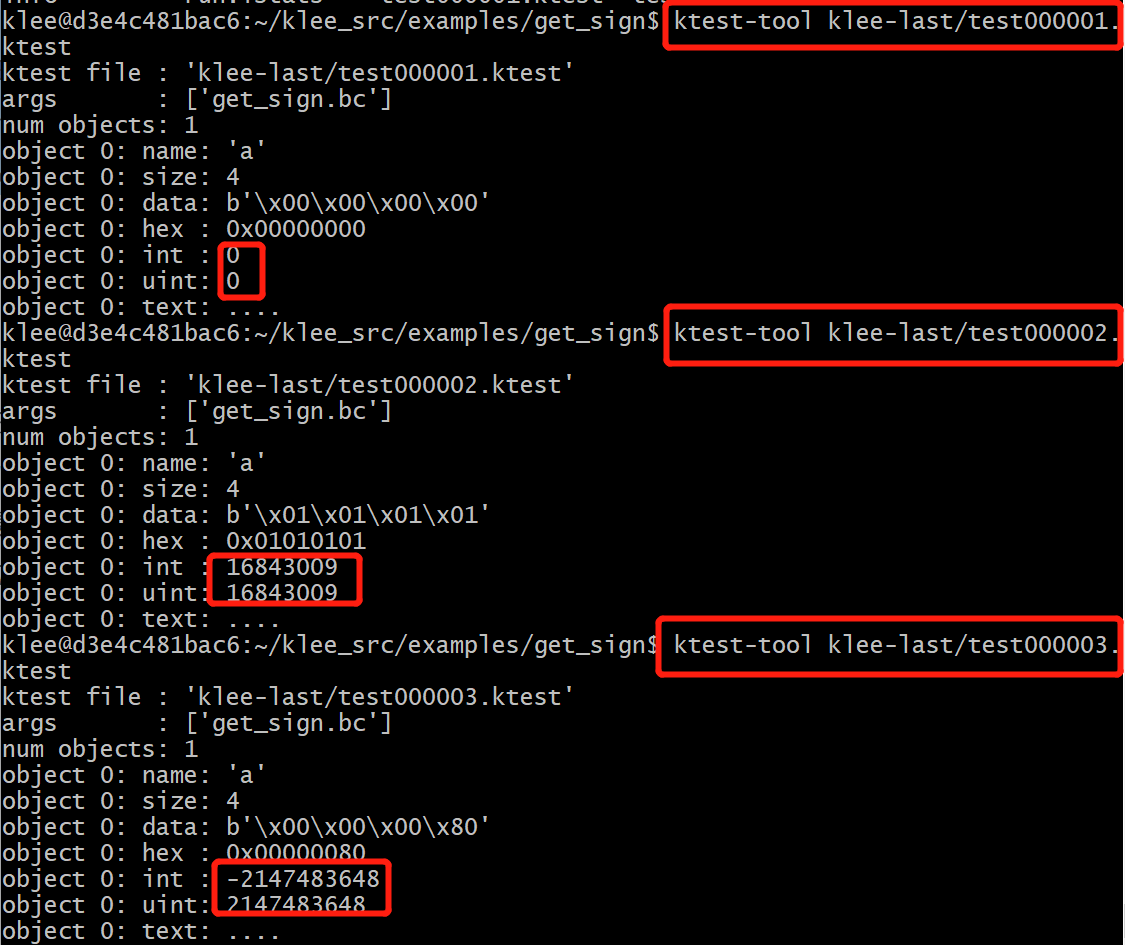 klee@d3e4c481bac6:~/klee_src/examples/get_sign$ ktest-tool klee-last/test000001.
ktest
ktest file : 'klee-last/test000001.ktest'
args       : ['get_sign.bc']
num objects: 1
object 0: name: 'a'
object 0: size: 4
object 0: data: b'\x00\x00\x00\x00'
object 0: hex : 0x00000000
object 0: int : 0
object 0: uint: 0
object 0: text: ....
klee@d3e4c481bac6:~/klee_src/examples/get_sign$ ktest-tool klee-last/test000002.
ktest
ktest file : 'klee-last/test000002.ktest'
args       : ['get_sign.bc']
num objects: 1
object 0: name: 'a'
object 0: size: 4
object 0: data: b'\x01\x01\x01\x01'
object 0: hex : 0x01010101
object 0: int : 16843009
object 0: uint: 16843009
object 0: text: ....
klee@d3e4c481bac6:~/klee_src/examples/get_sign$ ktest-tool klee-last/test000003.
ktest
ktest file : 'klee-last/test000003.ktest'
args       : ['get_sign.bc']
num objects: 1
object 0: name: 'a'
object 0: size: 4
object 0: data: b'\x00\x00\x00\x80'
object 0: hex : 0x00000080
object 0: int : -2147483648
object 0: uint: 2147483648
object 0: text: ....